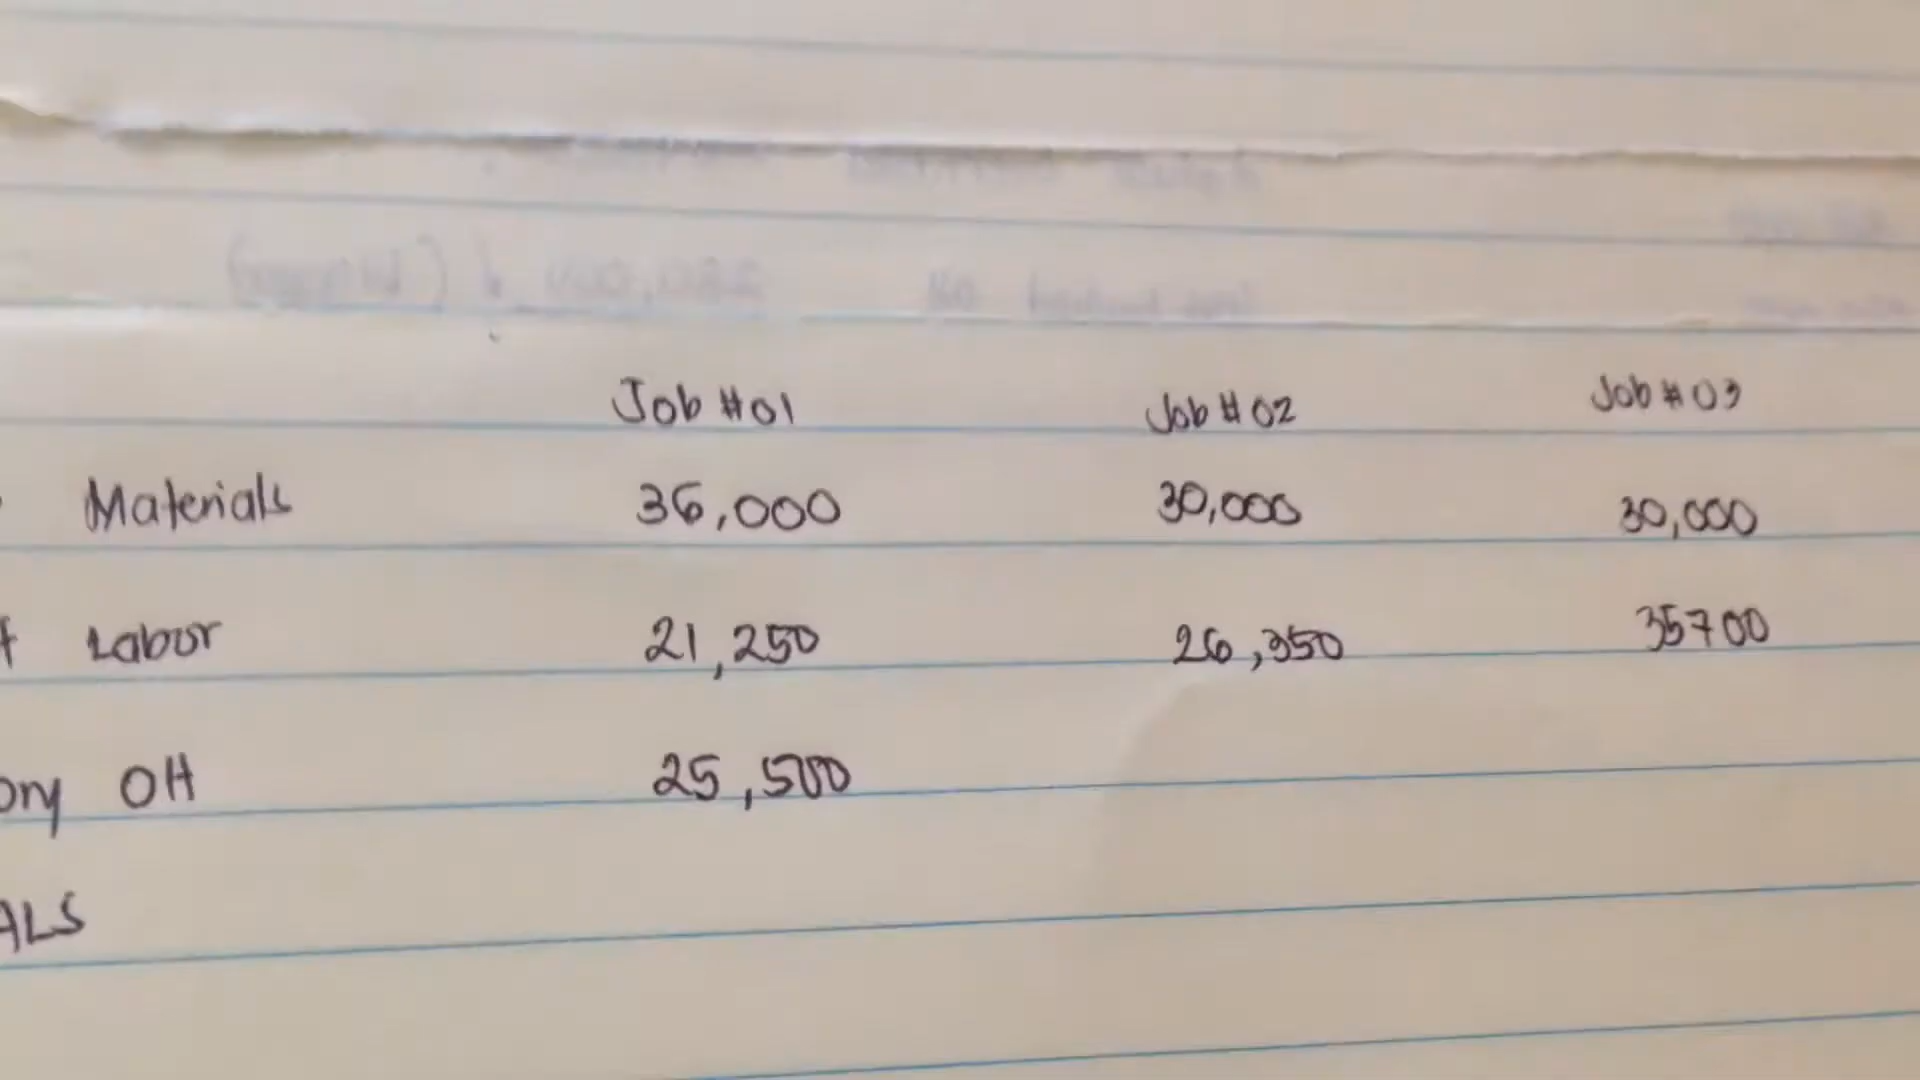 Job #01 Job #02 Job #03
Materials 36,000 30,000 30,000
Labor 21,250 26,350 35700
ory OH 25,500
ALS